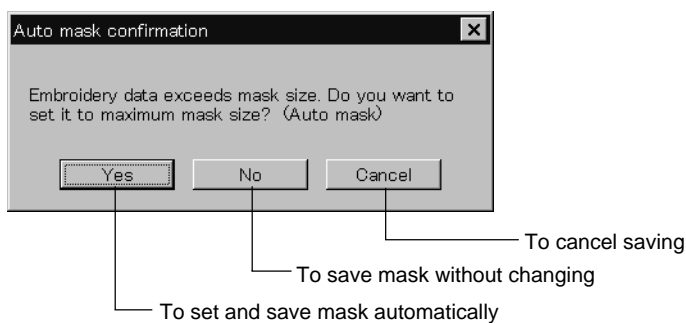 Auto mask confirmation
Embroidery data exceeds mask size. Do you want to
set it to maximum mask size? (Auto mask)
Yes No Cancel
To cancel saving
To save mask without changing
To set and save mask automatically